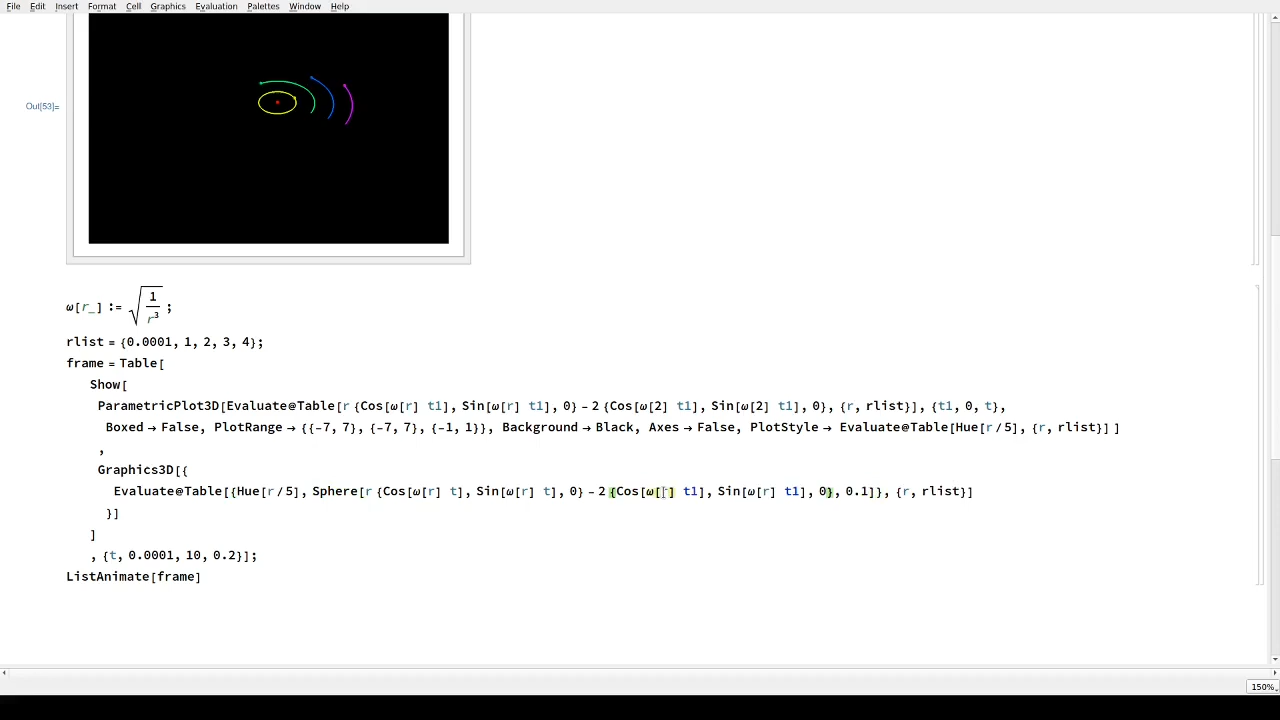 File Edit Insert Format Cell Graphics Evaluation Palettes Window Help
Out[53]=
ω[r_] := √(1/r³) ;
rlist = {0.0001, 1, 2, 3, 4};
frame = Table[
Show[
ParametricPlot3D[Evaluate@Table[r {Cos[ω[r] t1], Sin[ω[r] t1], 0} - 2 {Cos[ω[2] t1], Sin[ω[2] t1], 0}, {r, rlist}], {t1, 0, t},
Boxed → False, PlotRange → {{-7, 7}, {-7, 7}, {-1, 1}}, Background → Black, Axes → False, PlotStyle → Evaluate@Table[Hue[r/5], {r, rlist}] ]
,
Graphics3D[{
Evaluate@Table[{Hue[r/5], Sphere[r {Cos[ω[r] t], Sin[ω[r] t], 0} - 2 {Cos[ω[r] t1], Sin[ω[r] t1], 0}, 0.1]}, {r, rlist}]
}]
]
, {t, 0.0001, 10, 0.2}];
ListAnimate[frame]
150%